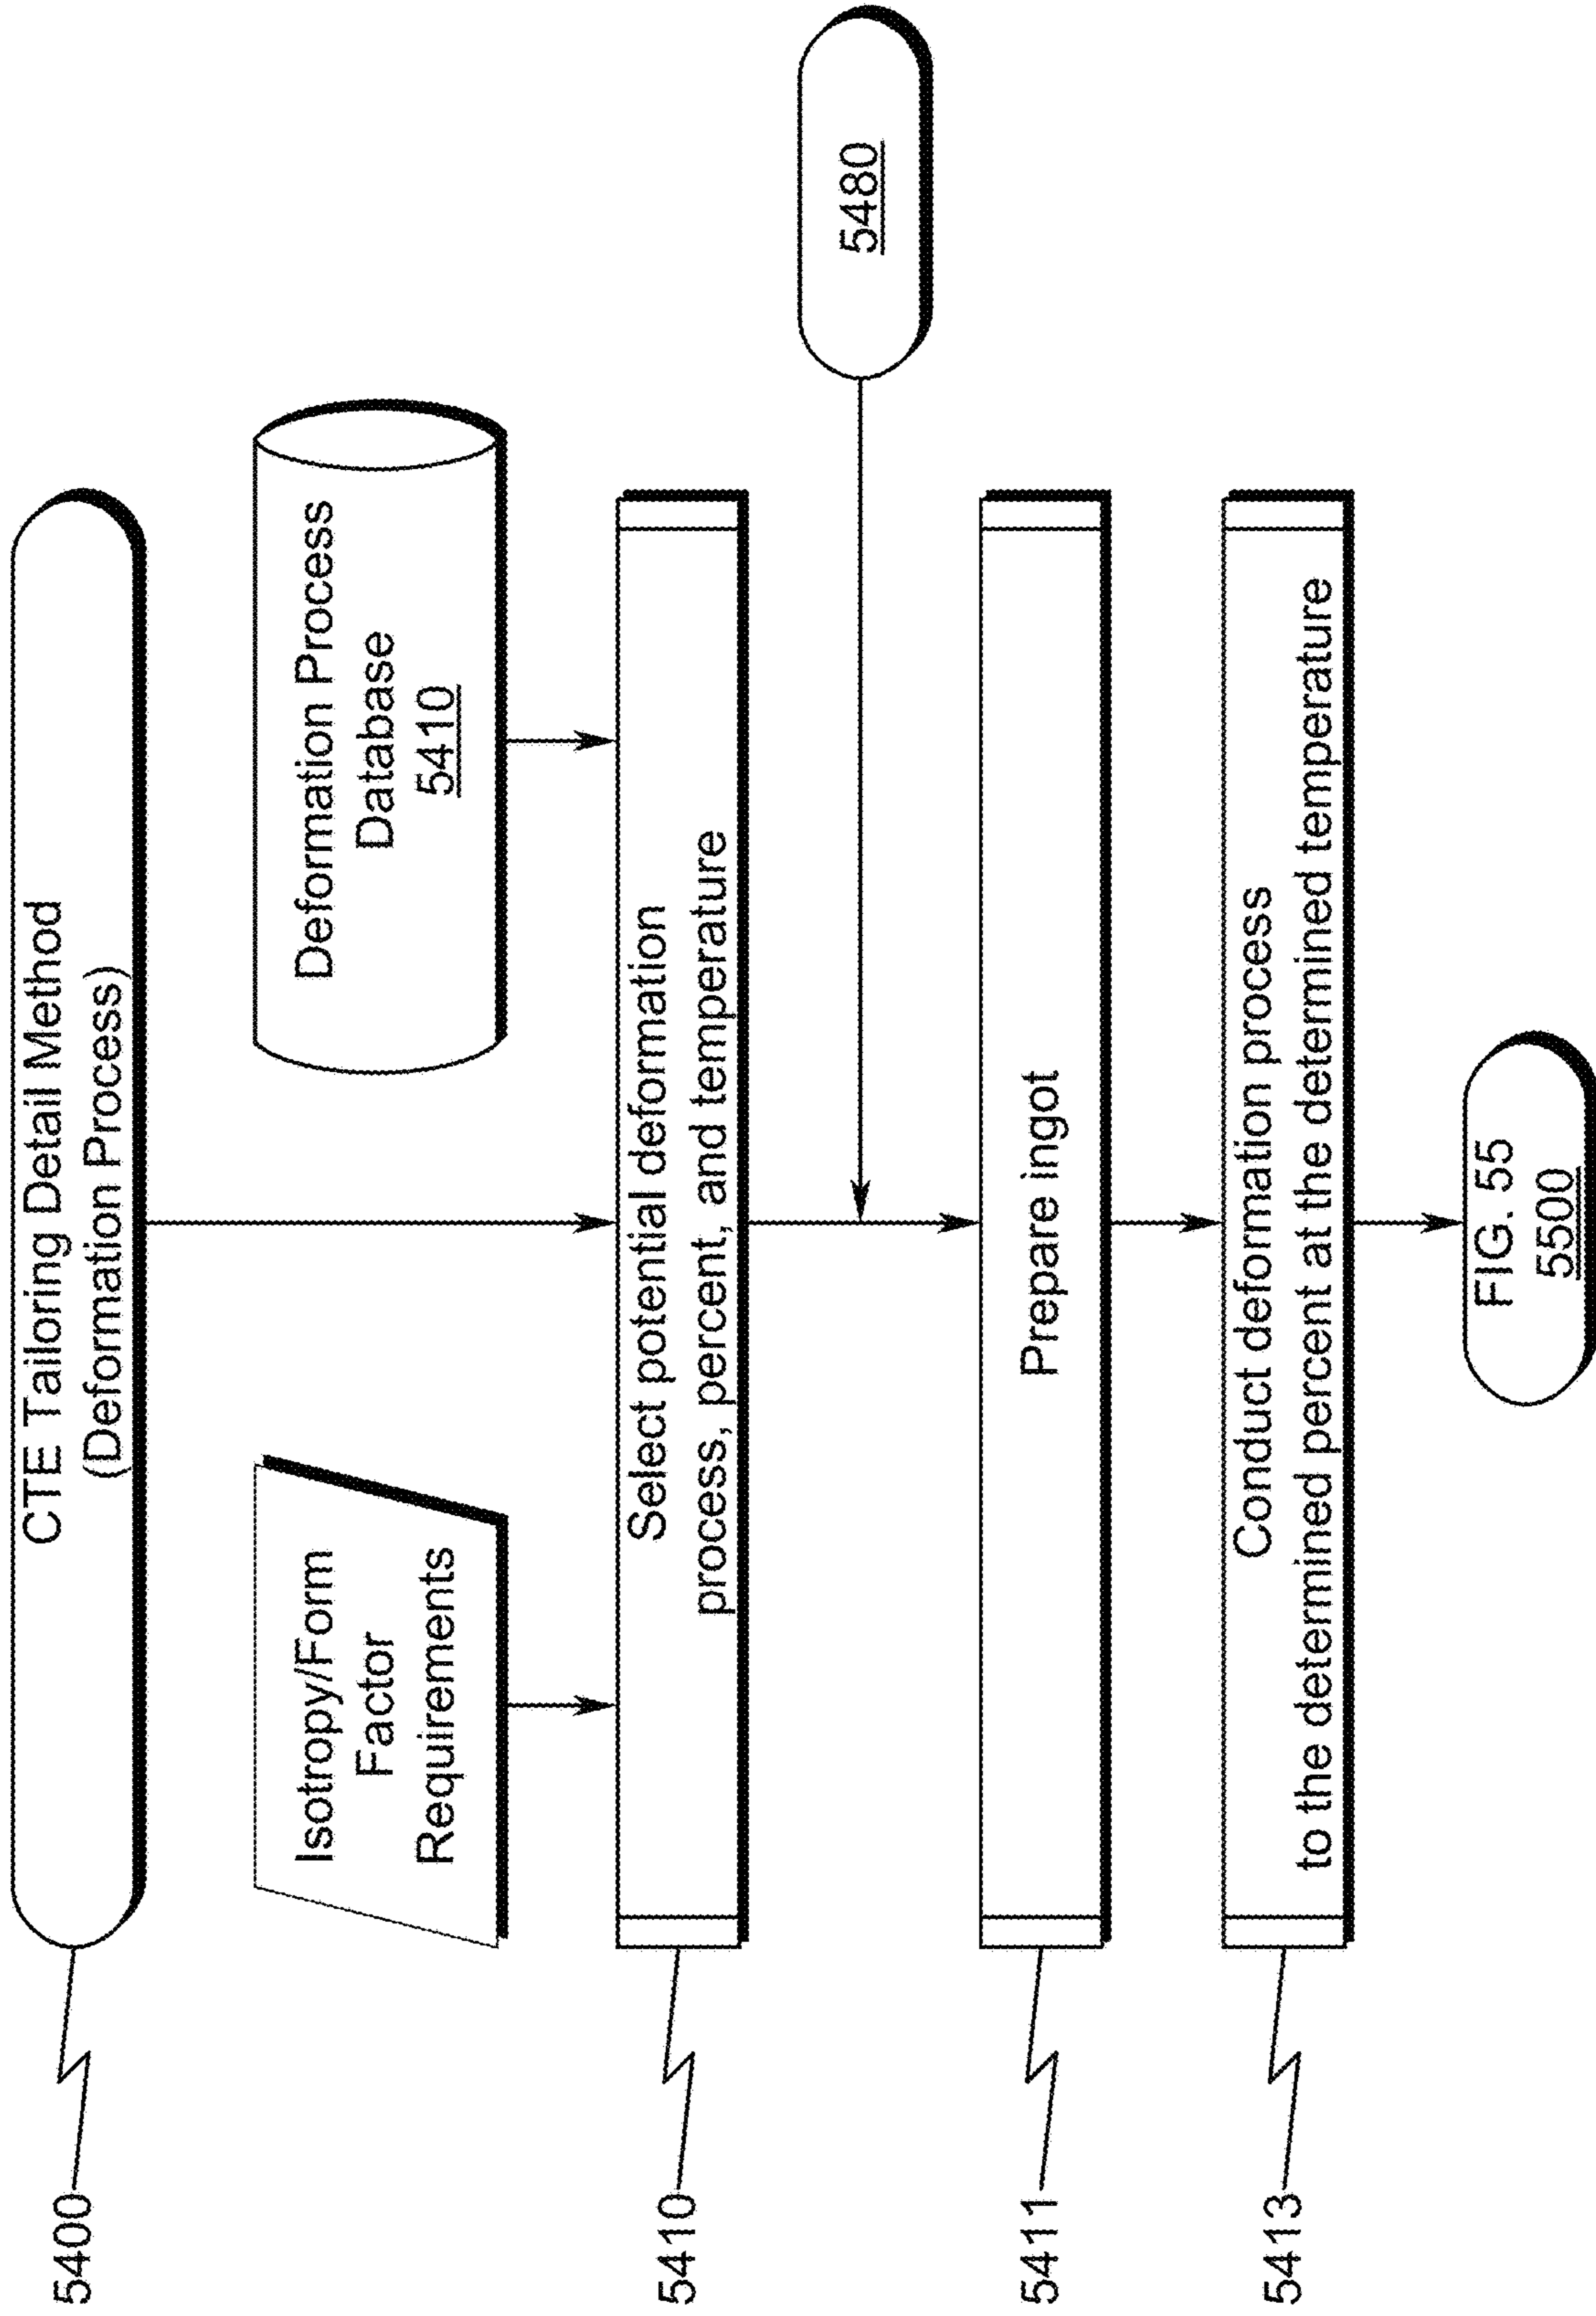 5400
CTE Tailoring Detail Method
(Deformation Process)
Isotropy/Form
Factor
Requirements
Deformation Process
Database
5410
5410
Select potential deformation
process, percent, and temperature
5480
5411
Prepare ingot
5413
Conduct deformation process
to the determined percent at the determined temperature
FIG. 55
5500